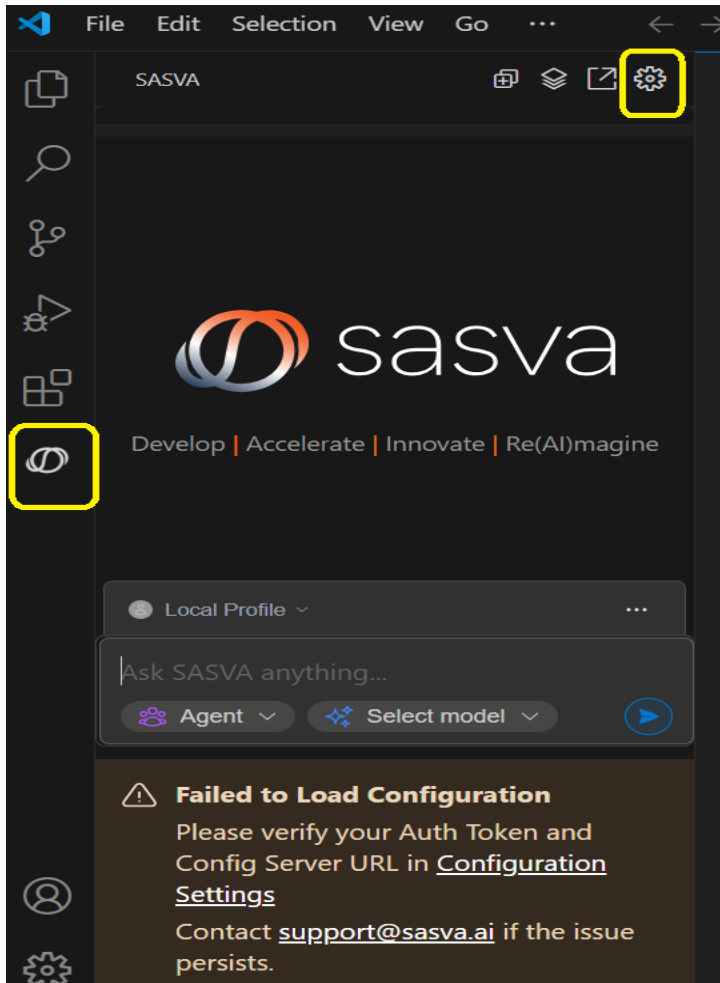 File Edit Selection View Go ...
SASVA
sasva
Develop | Accelerate | Innovate | Re(AI)magine
Local Profile
Ask SASVA anything...
Agent Select model
Failed to Load Configuration
Please verify your Auth Token and
Config Server URL in Configuration
Settings
Contact support@sasva.ai if the issue
persists.